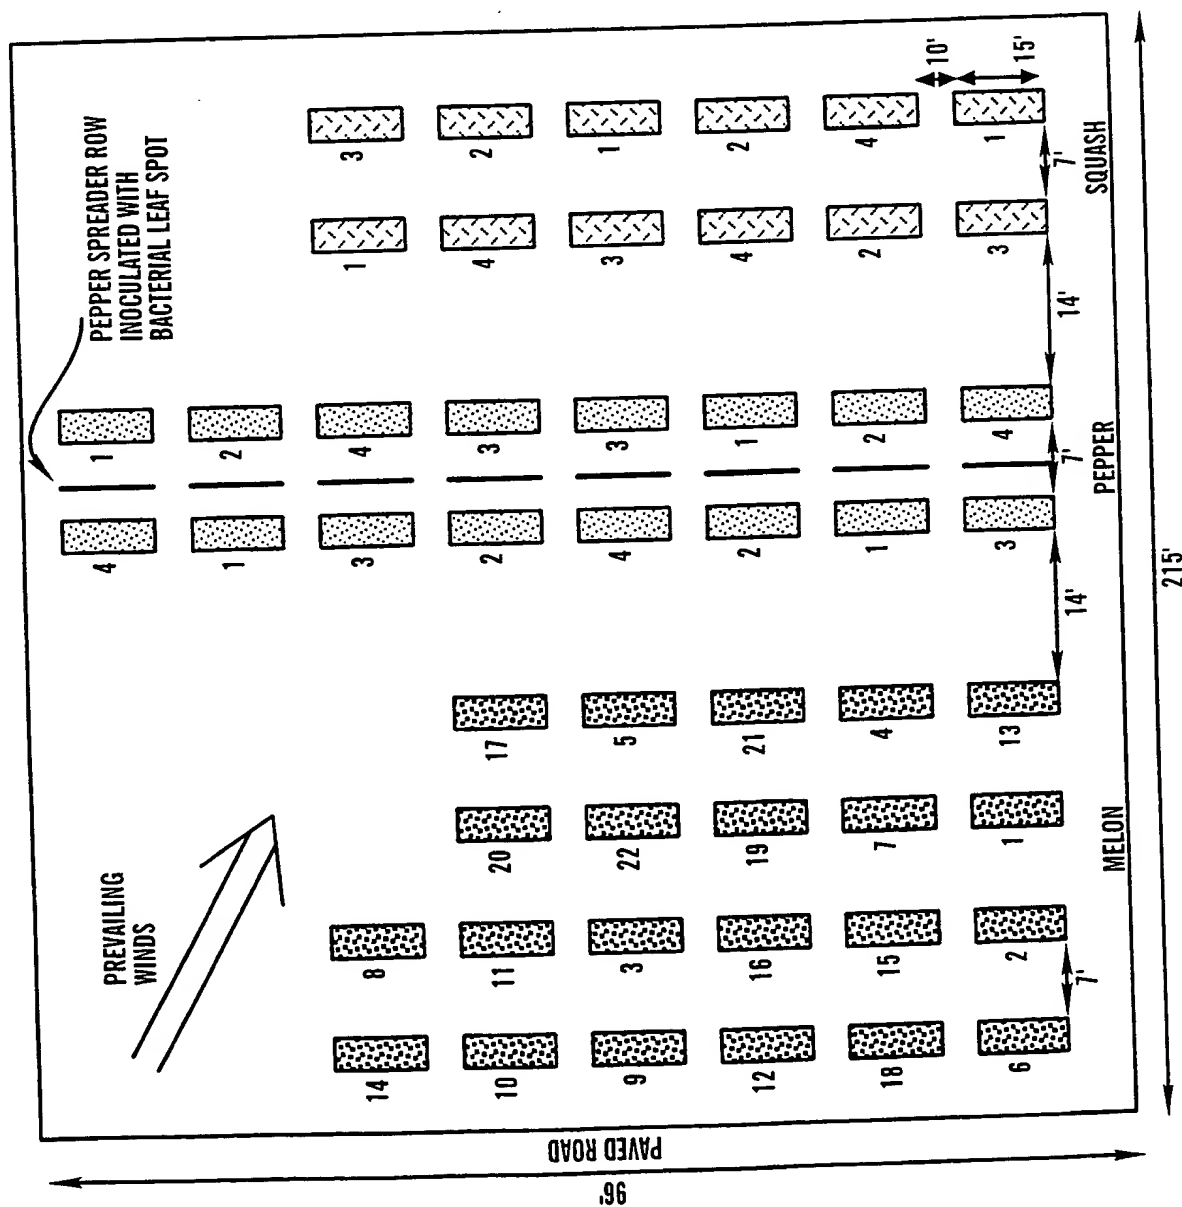 PEPPER SPREADER ROW
INOCULATED WITH
BACTERIAL LEAF SPOT
PREVAILING
WINDS
4 1
1 2
14 8 3 4 1 3
10 11 20 17 2 3 4 2
9 3 22 5 4 3 3 1
96'
PAVED ROAD
12 16 19 21 2 1 4 2
18 15 7 4 1 2 2 4
10'
6 2 1 13 3 4 3 1
15'
7' 14' 7' 14' 7'
MELON PEPPER SQUASH
215'